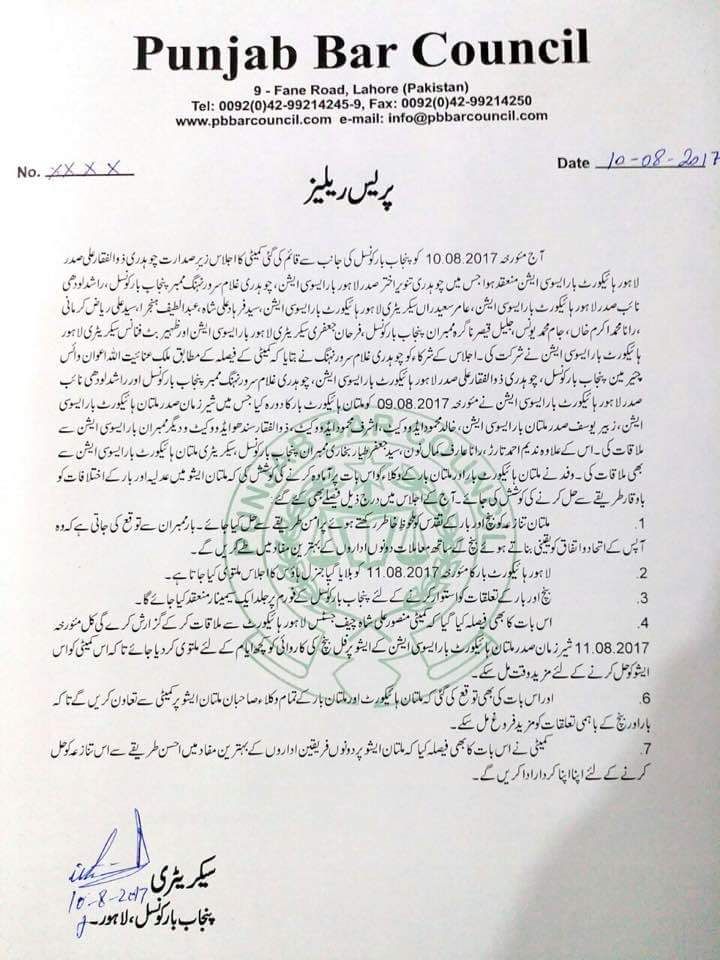 Punjab Bar Council
9 - Fane Road, Lahore (Pakistan)
Tel: 0092(0)42-99214245-9, Fax: 0092(0)42-99214250
www.pbbarcouncil.com e-mail: info@pbbarcouncil.com
No. XX X X
Date 10-08-2017
پریس ریلیز
آج مئورخہ 10.08.2017 کو پنجاب بار کونسل کی جانب سے قائم کی گئی کمیٹی کا اجلاس زیر صدارت چوہدری ذوالفقار علی صدر
لاہور ہائیکورٹ بار ایسوسی ایشن منعقد ہوا جس میں چوہدری تنویر اختر صدر لاہور بار ایسوسی ایشن، چوہدری غلام سرور نہنگ ممبر پنجاب بار کونسل، راشد لودھی
نائب صدر لاہور ہائیکورٹ بار ایسوسی ایشن، عامر سعید راں سیکریٹری لاہور ہائیکورٹ بار ایسوسی ایشن، سید فرہاد علی شاہ، عبداللطیف ہنجرا، سید علی ریاض کرمانی
، رانا محمد اکرم خاں، جام محمد یونس، جلیل قیصر ناگرہ ممبران پنجاب بار کونسل، فرحان جعفری سیکریٹری لاہور بار ایسوسی ایشن اور ظہیر بٹ فنانس سیکریٹری لاہور
ہائیکورٹ بار ایسوسی ایشن نے شرکت کی۔ اجلاس کے شرکاء کو چوہدری غلام سرور نہنگ نے بتایا کہ کمیٹی کے فیصلہ کے مطابق ملک عنائیت اللہ اعوان وائس
چیئرمین پنجاب بار کونسل، چوہدری ذوالفقار علی صدر لاہور ہائیکورٹ بار ایسوسی ایشن، چوہدری غلام سرور نہنگ ممبر پنجاب بار کونسل اور راشد لودھی نائب
صدر لاہور ہائیکورٹ بار ایسوسی ایشن نے مئورخہ 09.08.2017 کو ملتان ہائیکورٹ بار کا دورہ کیا جس میں شیر زمان صدر ملتان ہائیکورٹ بار ایسوسی
ایشن، زبیر یوسف صدر ملتان بار ایسوسی ایشن، خالد محمود ایڈووکیٹ، اشرف محمود ایڈووکیٹ، ذوالفقار سندھو ایڈووکیٹ و دیگر ممبران بار ایسوسی ایشن سے
ملاقات کی۔ اس کے علاوہ ندیم احمد تارڑ، رانا عارف کمال نون، سید جعفر طیار بخاری ممبران پنجاب بار کونسل، سیکریٹری ملتان ہائیکورٹ بار ایسوسی ایشن سے
بھی ملاقات کی۔ وفد نے ملتان ہائیکورٹ بار اور ملتان بار کے وکلاء کو اس بات پر آمادہ کرنے کی کوشش کی کہ ملتان ایشو میں عدلیہ اور بار کے اختلافات کو
باوقار طریقے سے حل کرنے کی کوشش کی جائے۔ آج کے اجلاس میں درج ذیل فیصلے بھی کئے گئے:
1. ملتان تنازعہ کو بنچ اور بار کے تقدس کو ملحوظ خاطر رکھتے ہوئے پرامن طریقے سے حل کیا جائے۔ بار ممبران سے توقع کی جاتی ہے کہ وہ
آپس کے اتحاد و اتفاق کو یقینی بناتے ہوئے بنچ کے ساتھ معاملات دونوں اداروں کے بہترین مفاد میں طے کریں گے۔
2. لاہور ہائیکورٹ بار کا مئورخہ 11.08.2017 کو بلایا گیا جنرل ہاؤس کا اجلاس ملتوی کیا جاتا ہے۔
3. بنچ اور بار کے تعلقات کو استوار کرنے کے لئے پنجاب بار کونسل کے فورم پر جلد ایک سیمینار منعقد کیا جائے گا۔
4. اس بات کا بھی فیصلہ کیا گیا کہ کمیٹی منصور علی شاہ چیف جسٹس لاہور ہائیکورٹ سے ملاقات کر کے گزارش کرے گی کل مئورخہ
11.08.2017 شیر زمان صدر ملتان ہائیکورٹ بار ایسوسی ایشن کے ایشو پر فل بنچ کی کاروائی کو کچھ ایام کے لئے ملتوی کر دیا جائے تاکہ اس کمیٹی کو اس
ایشو کو حل کرنے کے لئے مزید وقت مل سکے۔
6. اور اس بات کی بھی توقع کی گئی کہ ملتان ہائیکورٹ اور ملتان بار کے تمام وکلاء صاحبان ملتان ایشو پر کمیٹی سے تعاون کریں گے تاکہ
بار اور بنچ کے باہمی تعلقات کو مزید فروغ مل سکے۔
7. کمیٹی نے اس بات کا بھی فیصلہ کیا کہ ملتان ایشو پر دونوں فریقین اداروں کے بہترین مفاد میں احسن طریقے سے اس تنازعہ کو حل
کرنے کے لئے اپنا اپنا کردار ادا کریں گے۔
10-8-2017
سیکریٹری
پنجاب بار کونسل، لاہور۔
PUNJAB BAR COUNCIL